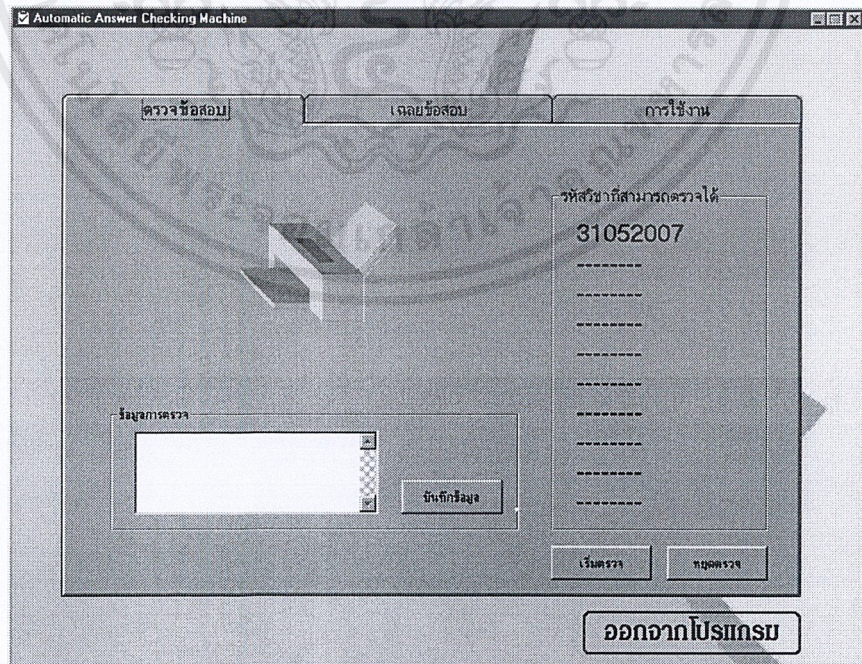 Automatic Answer Checking Machine
ตรวจข้อสอบ
เฉลยข้อสอบ
การใช้งาน
รหัสวิชาที่สามารถตรวจได้
31052007
--------
--------
--------
--------
--------
--------
--------
--------
--------
ข้อมูลการตรวจ
บันทึกข้อมูล
เริ่มตรวจ
หยุดตรวจ
ออกจากโปรแกรม